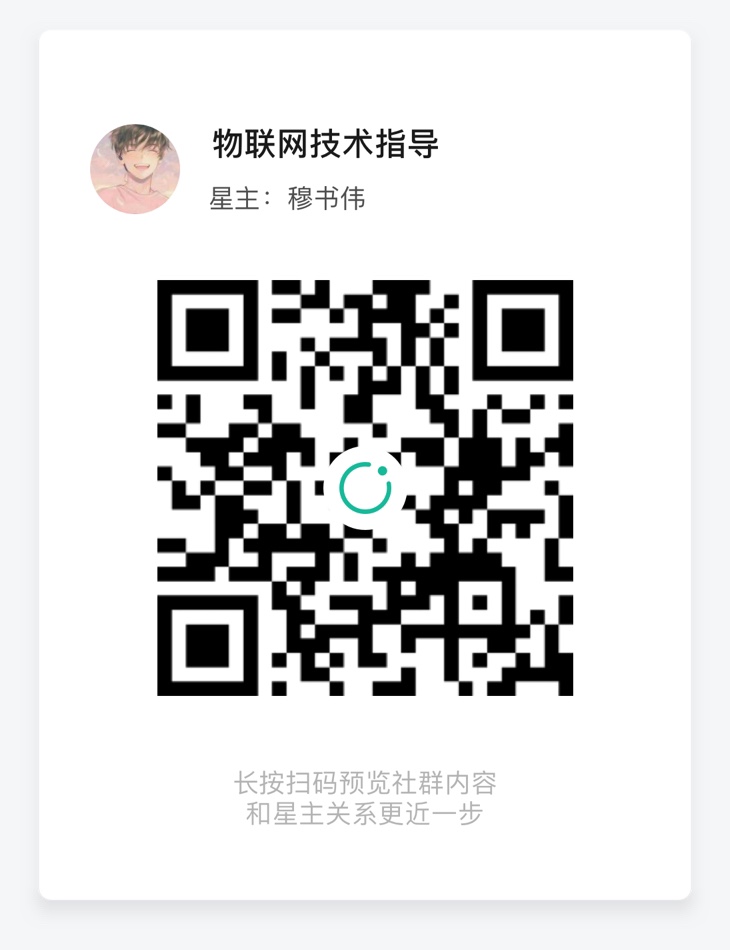 物联网技术指导
星主：穆书伟
长按扫码预览社群内容
和星主关系更近一步